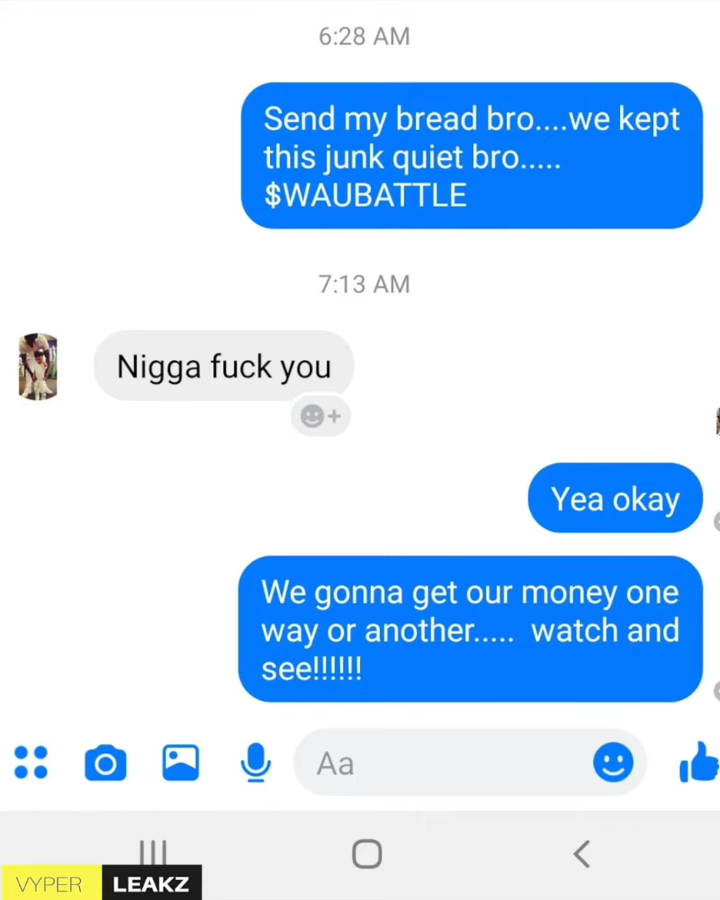 6:28 AM
Send my bread bro....we kept
this junk quiet bro.....
$WAUBATTLE
7:13 AM
Nigga fuck you
Yea okay
We gonna get our money one
way or another..... watch and
see!!!!!!
Aa
VYPER LEAKZ